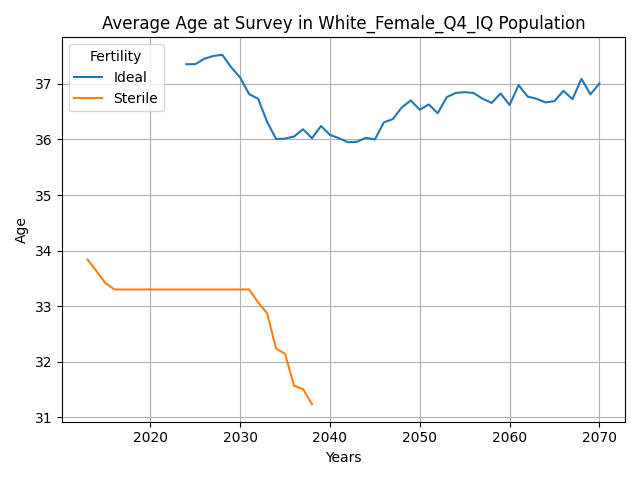 Average Age at Survey in White_Female_Q4_IQ Population
Fertility
Ideal
Sterile
37
36
35
34
33
32
31
Age
2020 2030 2040 2050 2060 2070
Years